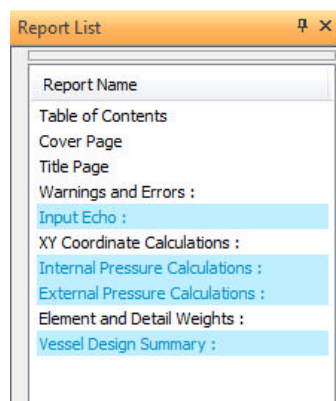 Report List
Report Name
Table of Contents
Cover Page
Title Page
Warnings and Errors :
Input Echo :
XY Coordinate Calculations :
Internal Pressure Calculations :
External Pressure Calculations :
Element and Detail Weights :
Vessel Design Summary :